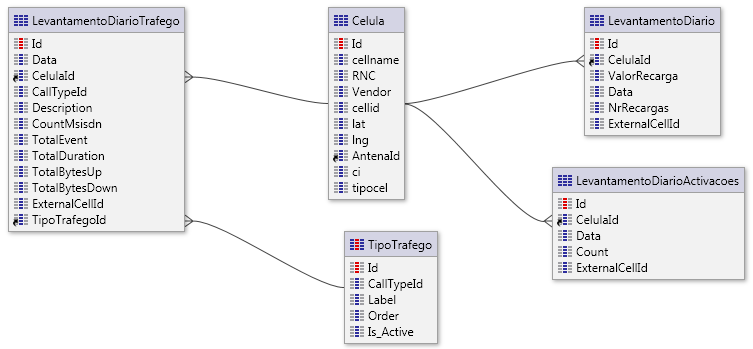 LevantamentoDiarioTrafego
Id
Data
CelulaId
CallTypeId
Description
CountMsisdn
TotalEvent
TotalDuration
TotalBytesUp
TotalBytesDown
ExternalCellId
TipoTrafegoId
Celula
Id
cellname
RNC
Vendor
cellid
lat
lng
AntenaId
ci
tipocel
LevantamentoDiario
Id
CelulaId
ValorRecarga
Data
NrRecargas
ExternalCellId
LevantamentoDiarioActivacoes
Id
CelulaId
Data
Count
ExternalCellId
TipoTrafego
Id
CallTypeId
Label
Order
Is_Active